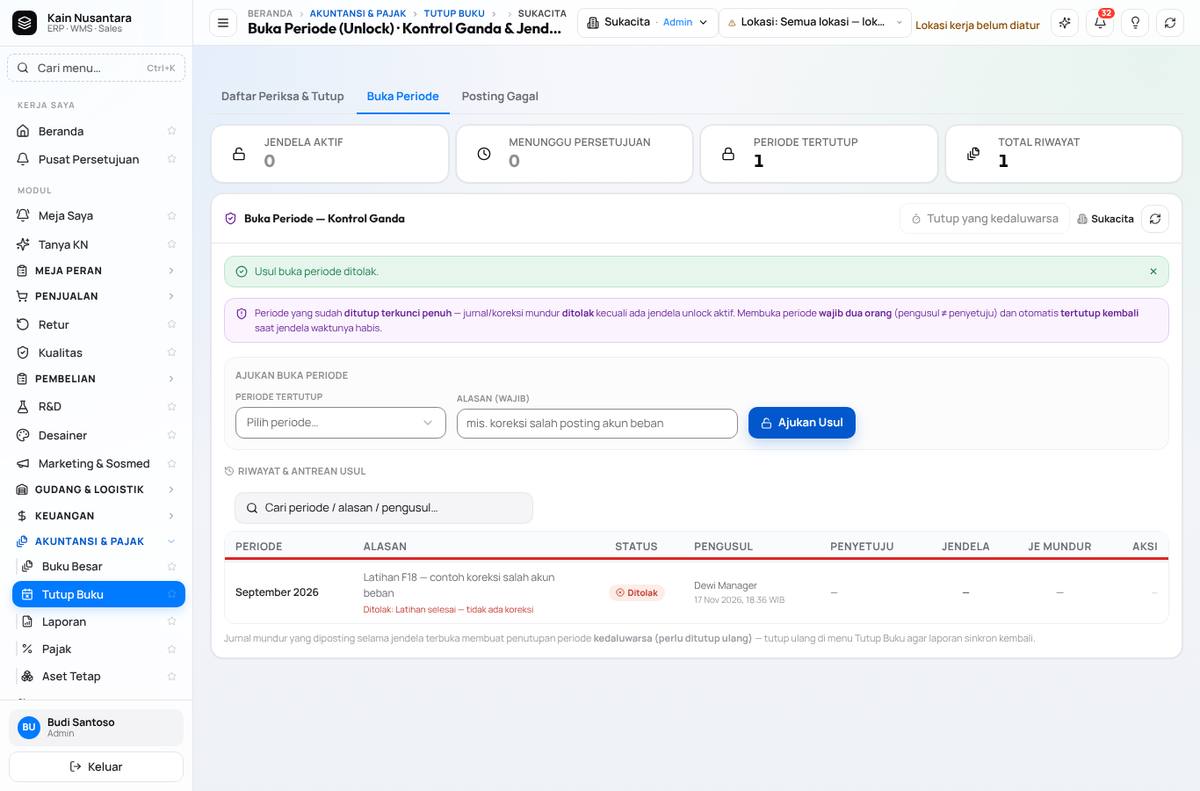 Kain Nusantara
ERP · WMS · Sales
Cari menu... Ctrl+K
KERJA SAYA
Beranda
Pusat Persetujuan
MODUL
Meja Saya
Tanya KN
MEJA PERAN
PENJUALAN
Retur
Kualitas
PEMBELIAN
R&D
Desainer
Marketing & Sosmed
GUDANG & LOGISTIK
KEUANGAN
AKUNTANSI & PAJAK
Buku Besar
Tutup Buku
Laporan
Pajak
Aset Tetap
BU Budi Santoso
Admin
Keluar
BERANDA › AKUNTANSI & PAJAK › TUTUP BUKU › › SUKACITA
Buka Periode (Unlock) · Kontrol Ganda & Jend...
Sukacita · Admin
Lokasi: Semua lokasi — lok...
Lokasi kerja belum diatur
32
Daftar Periksa & Tutup Buka Periode Posting Gagal
JENDELA AKTIF
0
MENUNGGU PERSETUJUAN
0
PERIODE TERTUTUP
1
TOTAL RIWAYAT
1
Buka Periode — Kontrol Ganda
Tutup yang kedaluwarsa
Sukacita
Usul buka periode ditolak.
Periode yang sudah ditutup terkunci penuh — jurnal/koreksi mundur ditolak kecuali ada jendela unlock aktif. Membuka periode wajib dua orang (pengusul ≠ penyetuju) dan otomatis tertutup kembali
saat jendela waktunya habis.
AJUKAN BUKA PERIODE
PERIODE TERTUTUP
Pilih periode...
ALASAN (WAJIB)
mis. koreksi salah posting akun beban
Ajukan Usul
RIWAYAT & ANTREAN USUL
Cari periode / alasan / pengusul...
PERIODE ALASAN STATUS PENGUSUL PENYETUJU JENDELA JE MUNDUR AKSI
September 2026
Latihan F18 — contoh koreksi salah akun
beban
Ditolak: Latihan selesai — tidak ada koreksi
Ditolak
Dewi Manager
17 Nov 2026, 18.36 WIB
— — — —
Jurnal mundur yang diposting selama jendela terbuka membuat penutupan periode kedaluwarsa (perlu ditutup ulang) — tutup ulang di menu Tutup Buku agar laporan sinkron kembali.